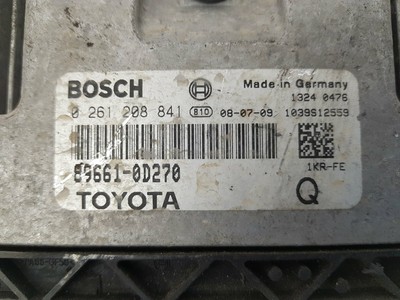 BOSCH Made in Germany
1324 0476
0 261 208 841 810 08-07-09 1039S12559
89661-0D270 1KR-FE
TOYOTA Q